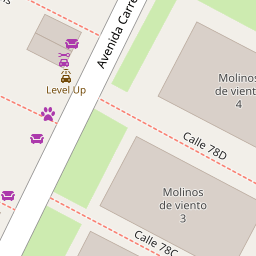 Avenida Carre
Level Up
Molinos
de viento
4
Calle 78D
Molinos
de viento
3
Calle 78C